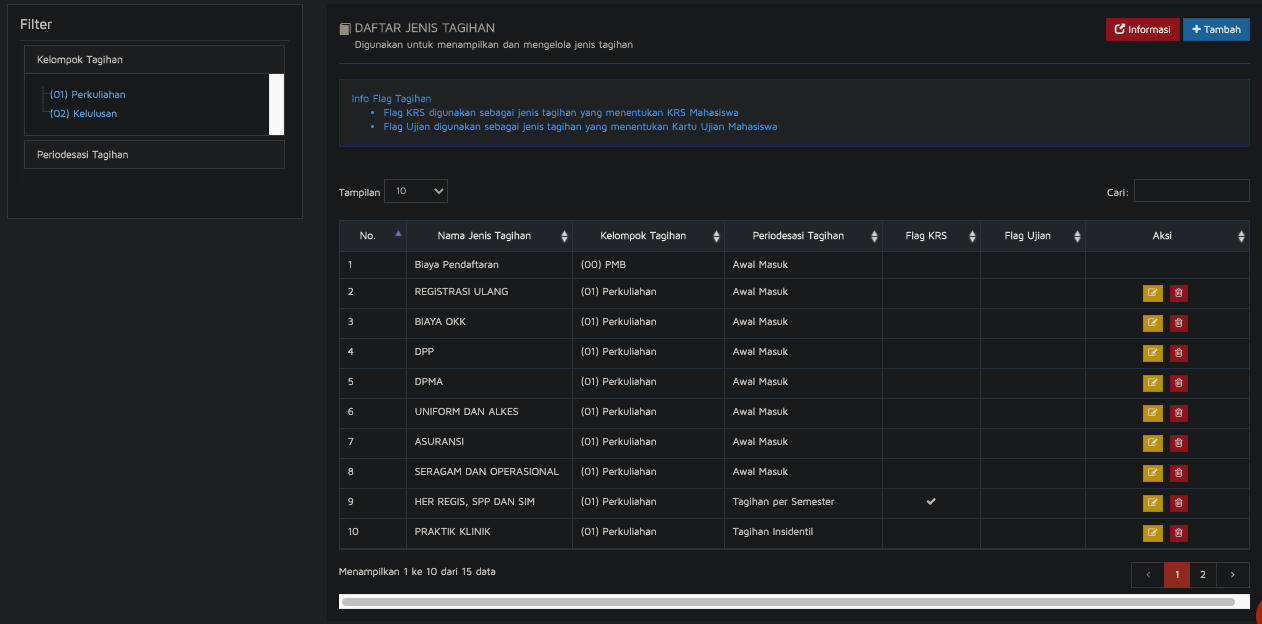 Filter
Kelompok Tagihan
(01) Perkuliahan
(02) Kelulusan
Periodesasi Tagihan
DAFTAR JENIS TAGIHAN
Digunakan untuk menampilkan dan mengelola jenis tagihan
Informasi
+ Tambah
Info Flag Tagihan
• Flag KRS digunakan sebagai jenis tagihan yang menentukan KRS Mahasiswa
• Flag Ujian digunakan sebagai jenis tagihan yang menentukan Kartu Ujian Mahasiswa
Tampilan 10
Cari:
No. Nama Jenis Tagihan Kelompok Tagihan Periodesasi Tagihan Flag KRS Flag Ujian Aksi
1 Biaya Pendaftaran (00) PMB Awal Masuk
2 REGISTRASI ULANG (01) Perkuliahan Awal Masuk
3 BIAYA OKK (01) Perkuliahan Awal Masuk
4 DPP (01) Perkuliahan Awal Masuk
5 DPMA (01) Perkuliahan Awal Masuk
6 UNIFORM DAN ALKES (01) Perkuliahan Awal Masuk
7 ASURANSI (01) Perkuliahan Awal Masuk
8 SERAGAM DAN OPERASIONAL (01) Perkuliahan Awal Masuk
9 HER REGIS, SPP DAN SIM (01) Perkuliahan Tagihan per Semester ✔
10 PRAKTIK KLINIK (01) Perkuliahan Tagihan Insidentil
Menampilkan 1 ke 10 dari 15 data
‹ 1 2 ›